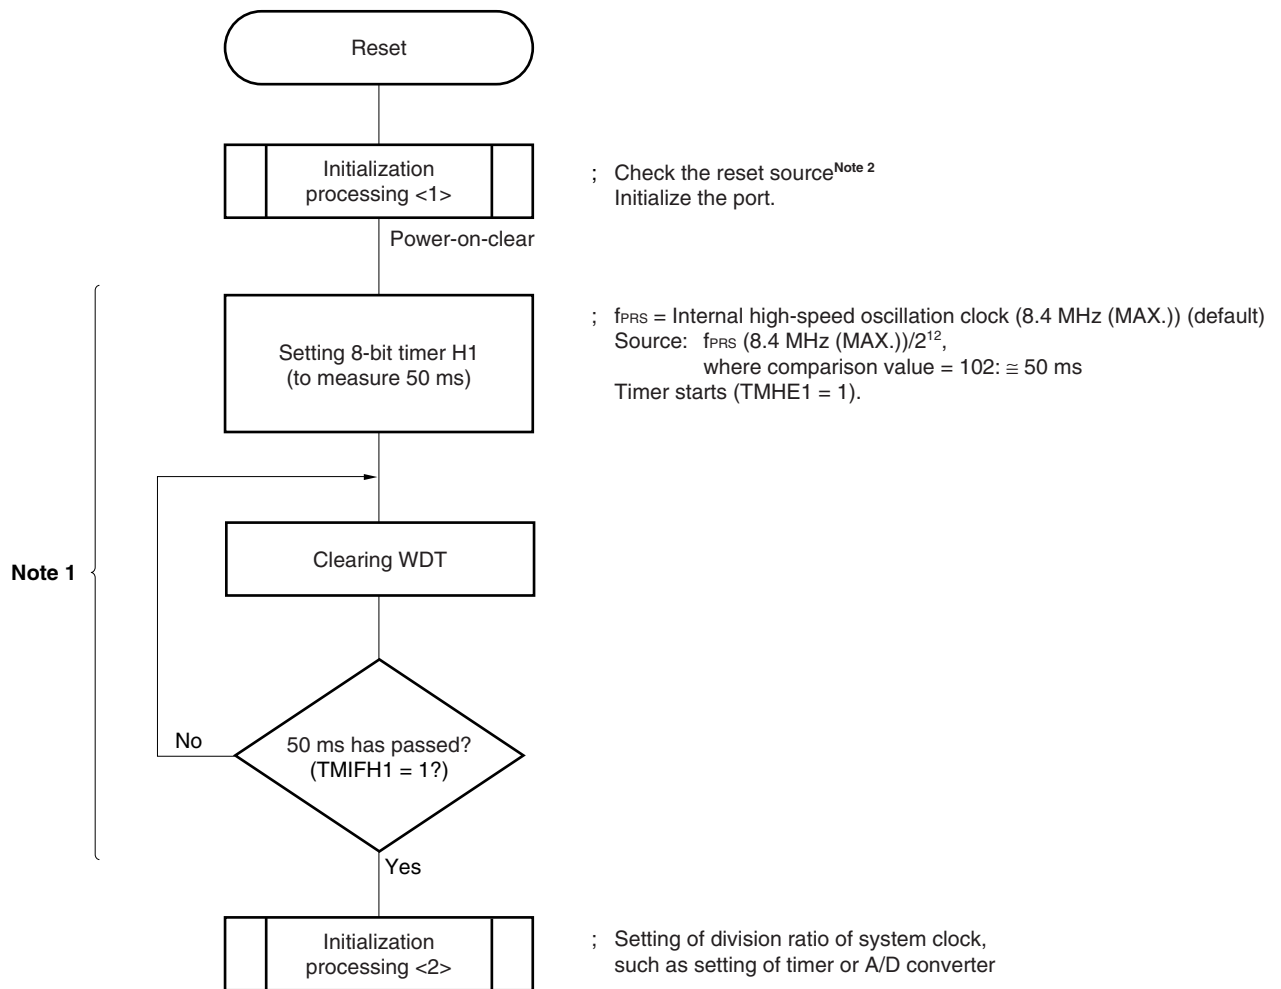 Reset
Initialization
processing <1>
; Check the reset sourceNote 2
Initialize the port.
Power-on-clear
Setting 8-bit timer H1
(to measure 50 ms)
; fPRS = Internal high-speed oscillation clock (8.4 MHz (MAX.)) (default)
Source: fPRS (8.4 MHz (MAX.))/2¹²,
where comparison value = 102: ≅ 50 ms
Timer starts (TMHE1 = 1).
Clearing WDT
Note 1
No
50 ms has passed?
(TMIFH1 = 1?)
Yes
Initialization
processing <2>
; Setting of division ratio of system clock,
such as setting of timer or A/D converter